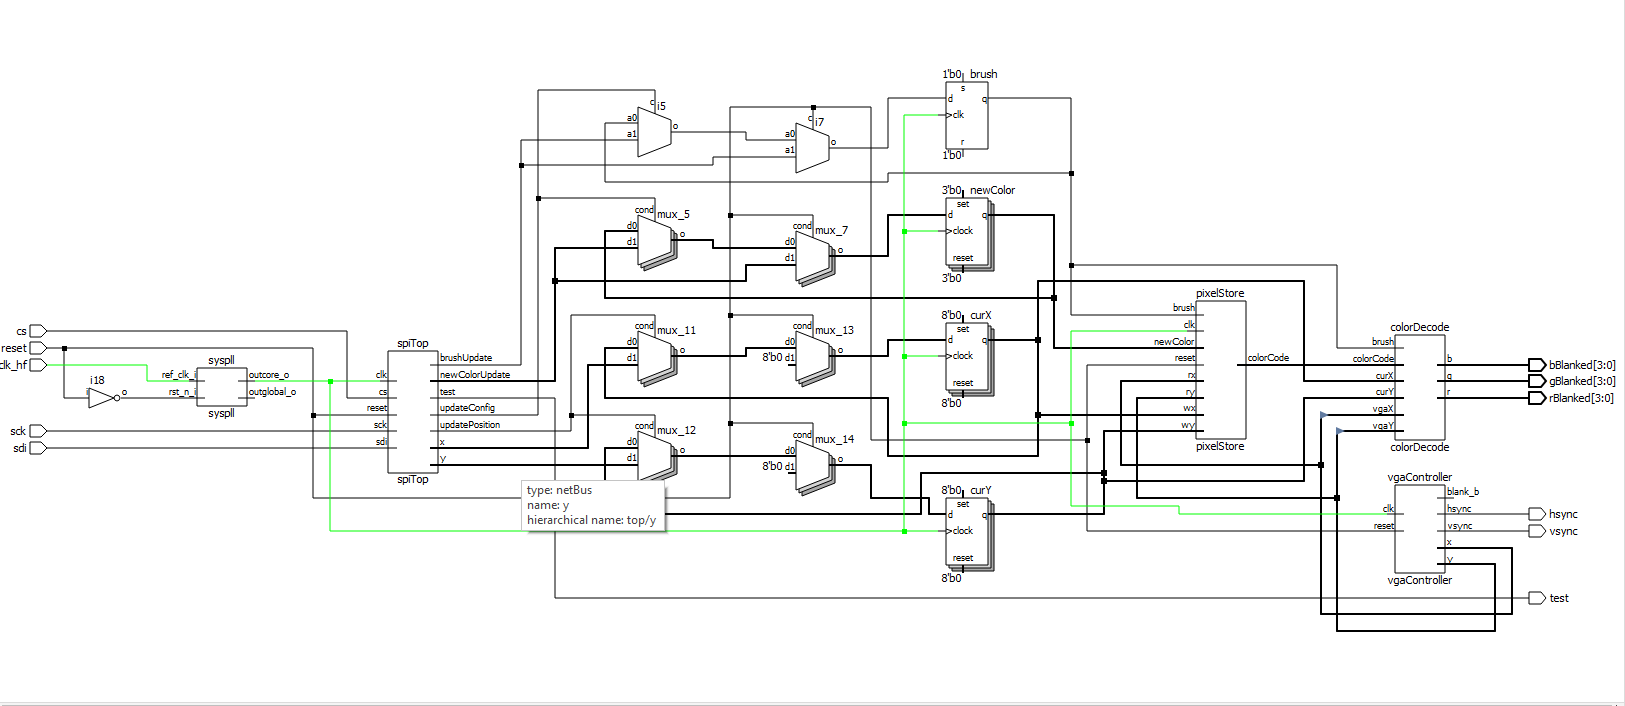 1'b0 brush
s
d q
clk
r
1'b0
c i5
a0 o
a1
c i7
a0 o
a1
3'b0 newColor
set
d q
clock
reset
3'b0
cond mux_5
d0 o
d1
cond mux_7
d0 o
d1
8'b0 curX
set
d q
clock
reset
8'b0
cond mux_11
d0 o
d1
cond mux_13
d0 o
8'b0 d1
cond mux_12
d0 o
d1
cond mux_14
d0 o
8'b0 d1
8'b0 curY
set
d q
clock
reset
8'b0
cs
reset
clk_hf
sck
sdi
i18
i o
syspll
ref_clk_i outcore_o
rst_n_i outglobal_o
syspll
spiTop
brushUpdate
clk newColorUpdate
cs test
reset updateConfig
sck updatePosition
sdi x
y
spiTop
type: netBus
name: y
hierarchical name: top/y
pixelStore
brush
clk
newColor
reset colorCode
rx
ry
wx
wy
pixelStore
colorDecode
brush
colorCode b
curX g
curY r
vgaX
vgaY
colorDecode
vgaController
blank_b
clk hsync
reset vsync
x
y
vgaController
bBlanked[3:0]
gBlanked[3:0]
rBlanked[3:0]
hsync
vsync
test